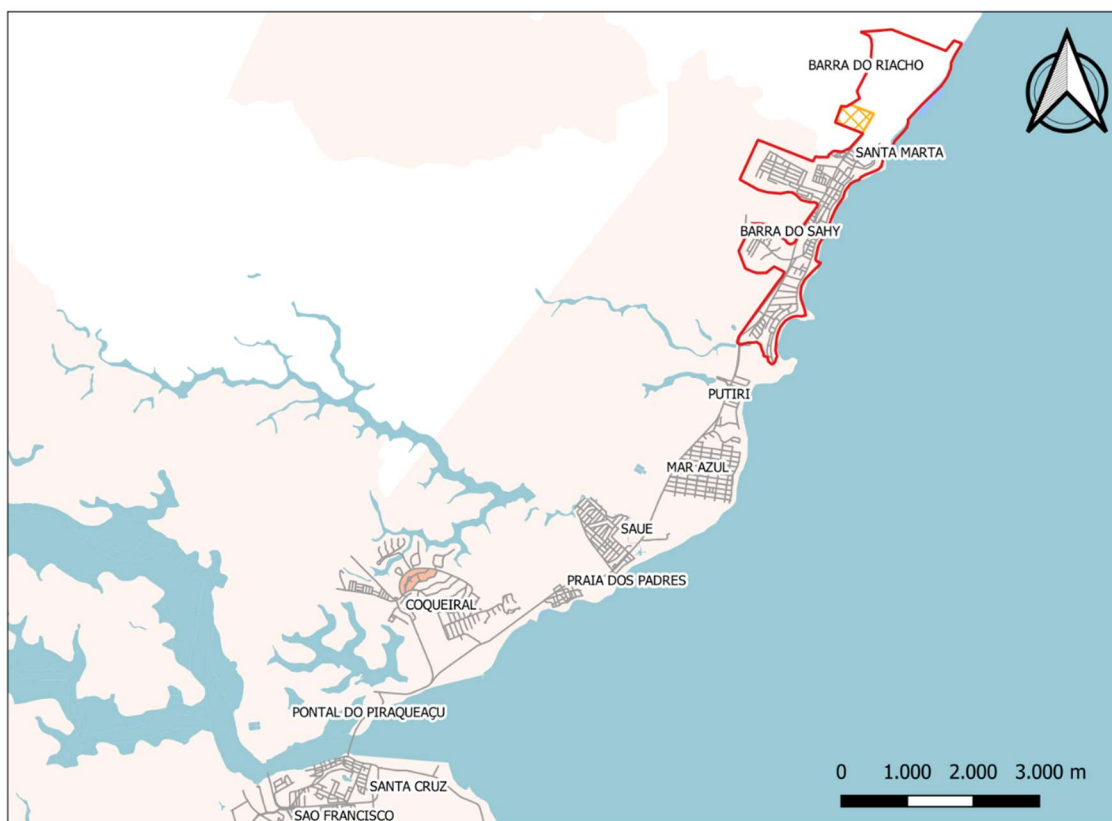 BARRA DO RIACHO
SANTA MARTA
BARRA DO SAHY
PUTIRI
MAR AZUL
SAUE
PRAIA DOS PADRES
COQUEIRAL
PONTAL DO PIRAQUEAÇU
SANTA CRUZ
SAO FRANCISCO
0 1.000 2.000 3.000 m